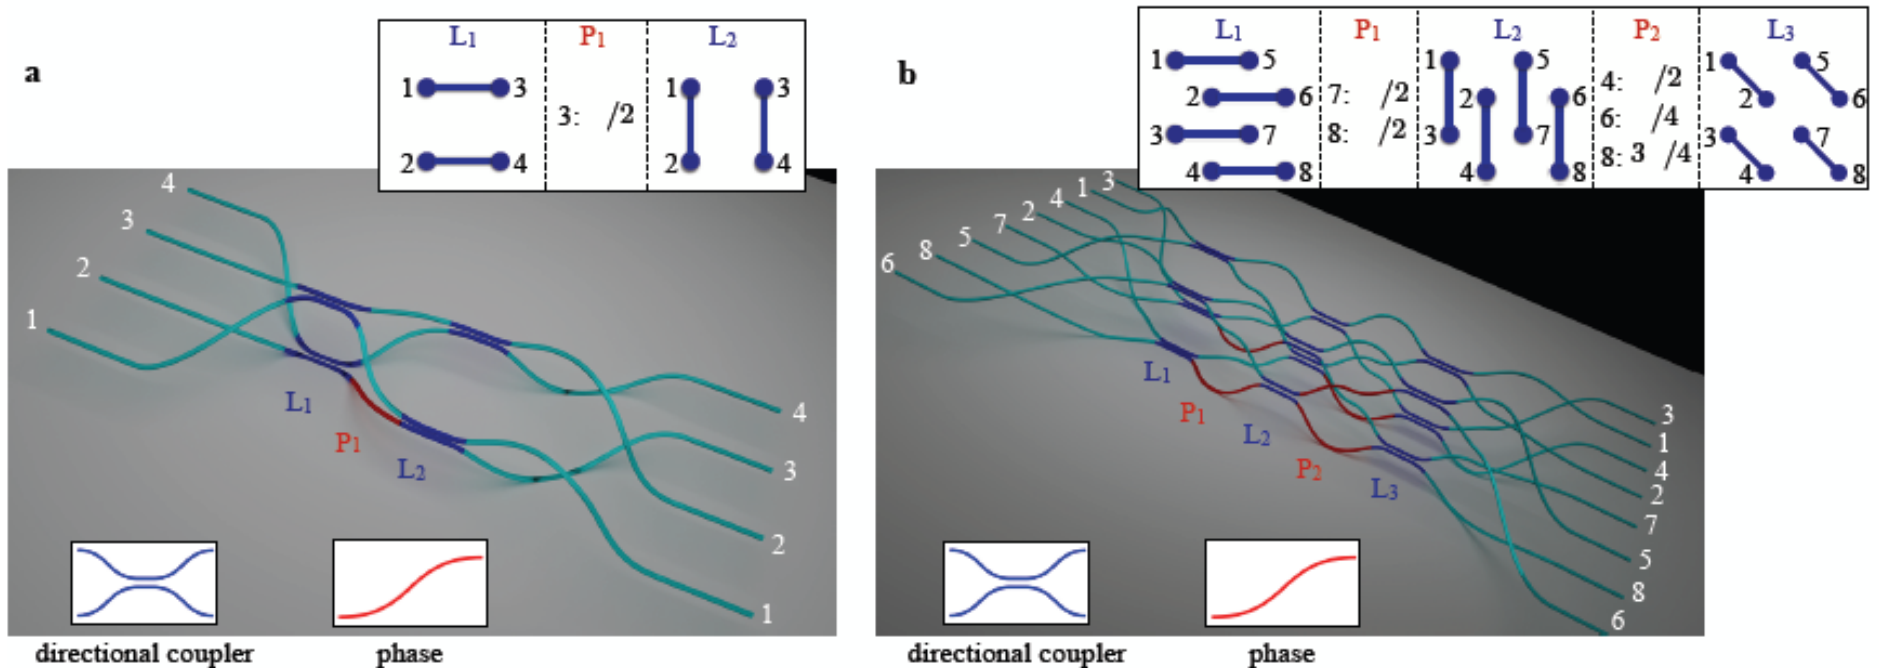 a
L1 P1 L2
1 3
3: /2
1 3
2 4
2 4
4
3
2
1
L1
P1
L2
4
3
2
1
directional coupler
phase
b
L1 P1 L2 P2 L3
1 5
2 6
3 7
4 8
7: /2
8: /2
1 5
2 6
3 7
4 8
4: /2
6: /4
8: 3 /4
1 5
2 6
3 7
4 8
3
1
4
2
7
5
8
6
L1
P1
L2
P2
L3
3
1
4
2
7
5
8
6
directional coupler
phase